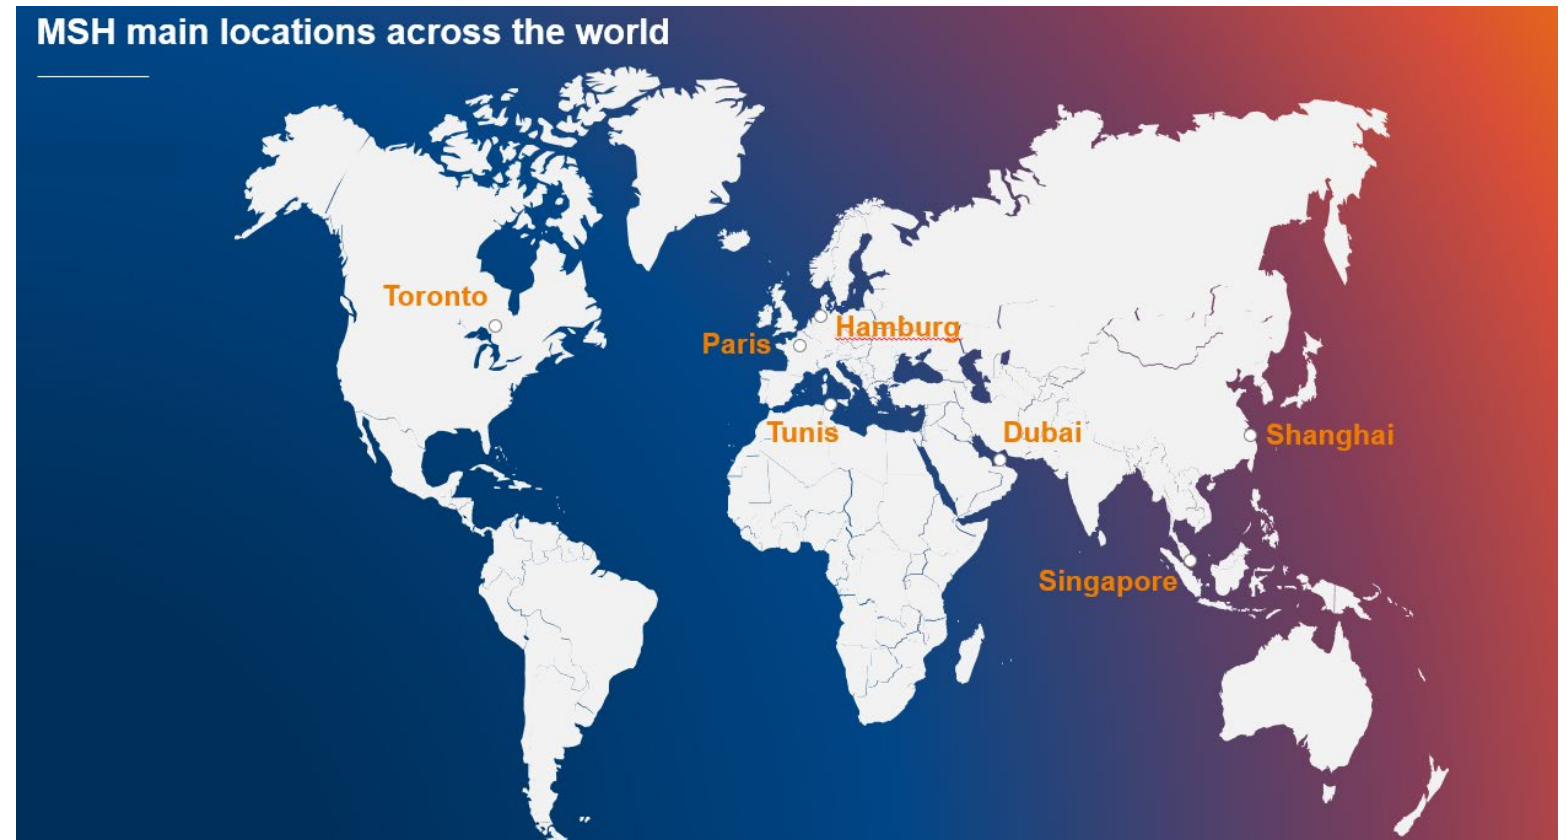 MSH main locations across the world
Toronto
Hamburg
Paris
Tunis
Dubai
Shanghai
Singapore